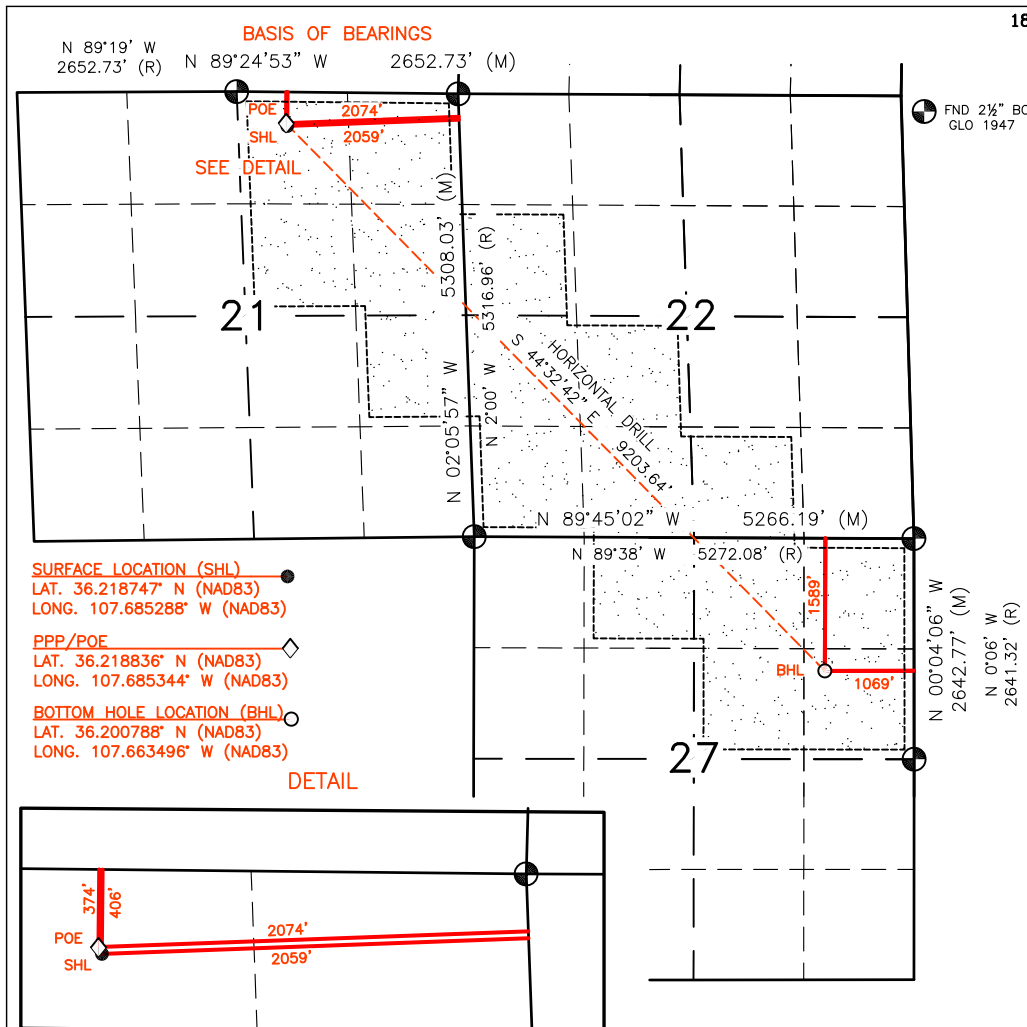 18
BASIS OF BEARINGS
N 89°19' W
2652.73' (R)
N 89°24'53" W 2652.73' (M)
FND 2½" BC
GLO 1947
POE
2074'
SHL
2059'
SEE DETAIL
5308.03' (M)
5316.96' (R)
21
22
HORIZONTAL DRILL
S 44°32'42" E 9203.64'
N 02°05'57" W
N 2°00' W
N 89°45'02" W 5266.19' (M)
N 89°38' W 5272.08' (R)
SURFACE LOCATION (SHL)
LAT. 36.218747° N (NAD83)
LONG. 107.685288° W (NAD83)
PPP/POE
LAT. 36.218836° N (NAD83)
LONG. 107.685344° W (NAD83)
BOTTOM HOLE LOCATION (BHL)
LAT. 36.200788° N (NAD83)
LONG. 107.663496° W (NAD83)
1589'
BHL
1069'
N 00°04'06" W
2642.77' (M)
N 0°06' W
2641.32' (R)
27
DETAIL
374'
406'
POE
2074'
SHL
2059'